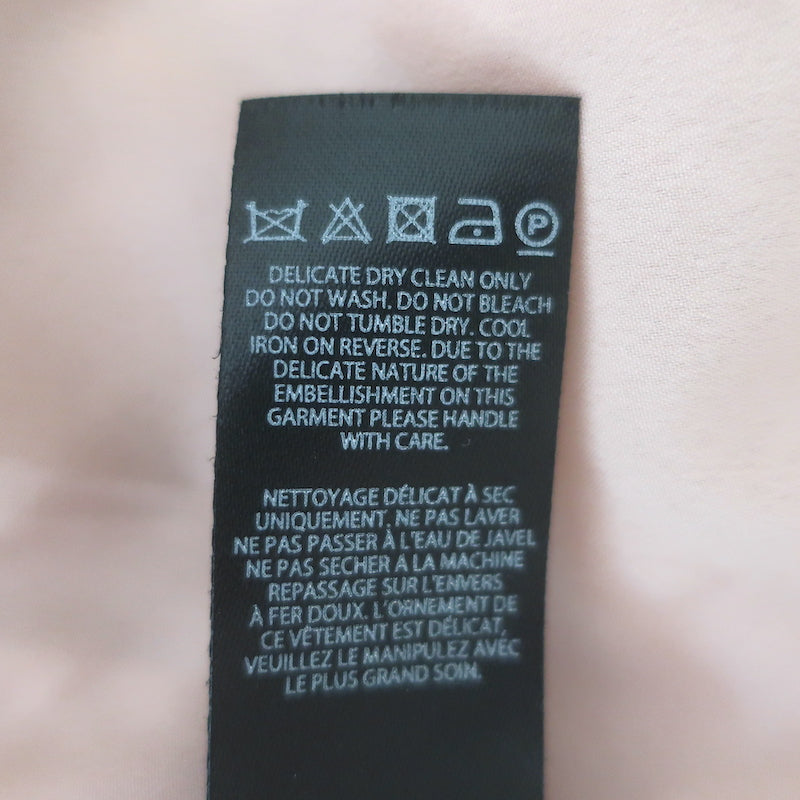 P
DELICATE DRY CLEAN ONLY
DO NOT WASH. DO NOT BLEACH
DO NOT TUMBLE DRY. COOL
IRON ON REVERSE. DUE TO THE
DELICATE NATURE OF THE
EMBELLISHMENT ON THIS
GARMENT PLEASE HANDLE
WITH CARE.
NETTOYAGE DÉLICAT À SEC
UNIQUEMENT. NE PAS LAVER
NE PAS PASSER À L'EAU DE JAVEL
NE PAS SECHER À LA MACHINE
REPASSAGE SUR L'ENVERS
À FER DOUX. L'ORNEMENT DE
CE VÊTEMENT EST DÉLICAT,
VEUILLEZ LE MANIPULEZ AVEC
LE PLUS GRAND SOIN.